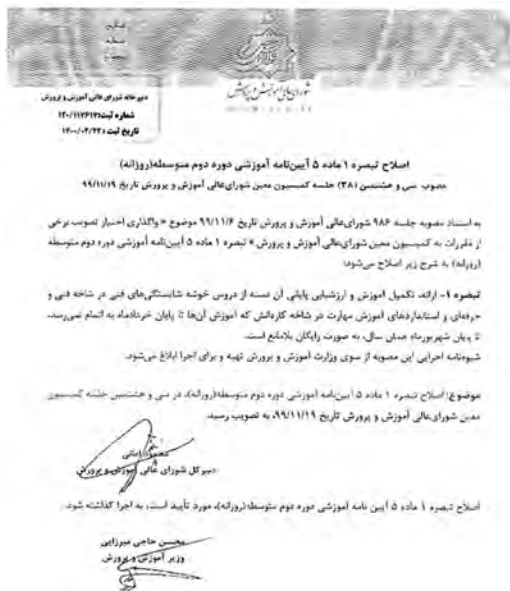 شورای عالی آموزش و پرورش
دبیرخانه شورای عالی آموزش و پرورش
شماره ثبت:۱۲۰/۱۱۷۶۱۷
تاریخ ثبت:۱۴۰۰/۰۲/۲۲
اصلاح تبصره ۱ ماده ۵ آیین‌نامه آموزشی دوره دوم متوسطه(روزانه)
مصوب سی و هشتمین (۳۸) جلسه کمیسیون معین شورای‌عالی آموزش و پرورش تاریخ ۹۹/۱۱/۱۹
به استناد مصوبه جلسه ۹۸۶ شورای‌عالی آموزش و پرورش تاریخ ۹۹/۱۱/۶ موضوع « واگذاری اختیار تصویب برخی
از مقررات به کمیسیون معین شورای‌عالی آموزش و پرورش » تبصره ۱ ماده ۵ آیین‌نامه آموزشی دوره دوم متوسطه
(روزانه) به شرح زیر اصلاح می‌شود:
تبصره ۱- ارائه، تکمیل آموزش و ارزشیابی پایانی آن دسته از دروس خوشه شایستگی‌های فنی در شاخه فنی و
حرفه‌ای و استانداردهای آموزش مهارت در شاخه کاردانش که آموزش آن‌ها تا پایان خردادماه به اتمام نمی‌رسد،
تا پایان شهریورماه همان سال، به صورت رایگان بلامانع است.
شیوه‌نامه اجرایی این مصوبه از سوی وزارت آموزش و پرورش تهیه و برای اجرا ابلاغ می‌شود.
موضوع: اصلاح تبصره ۱ ماده ۵ آیین‌نامه آموزشی دوره دوم متوسطه(روزانه)، در سی و هشتمین جلسه کمیسیون
معین شورای‌عالی آموزش و پرورش تاریخ ۹۹/۱۱/۱۹، به تصویب رسید.
محمود امانی
دبیرکل شورای عالی آموزش و پرورش
اصلاح تبصره ۱ ماده ۵ آیین نامه آموزشی دوره دوم متوسطه(روزانه)، مورد تأیید است، به اجرا گذاشته شود.
محسن حاجی میرزایی
وزیر آموزش و پرورش